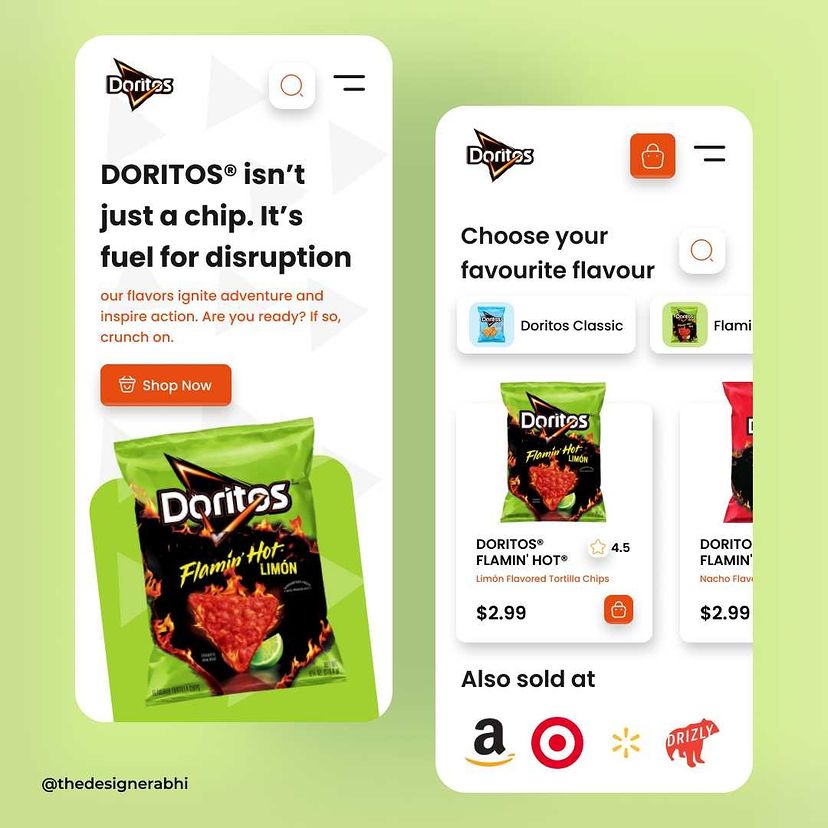 Doritos
DORITOS® isn't
just a chip. It's
fuel for disruption
our flavors ignite adventure and
inspire action. Are you ready? If so,
crunch on.
Shop Now
Doritos
Flamin' Hot
LIMÓN
Doritos
Choose your
favourite flavour
Doritos Classic
Flami
Doritos
Flamin' Hot
LIMÓN
DORITOS®
FLAMIN' HOT®
4.5
Limón Flavored Tortilla Chips
$2.99
DORITO
NACHO
Nacho Flavo
$2.99
Also sold at
a
DRIZLY
@thedesignerabhi